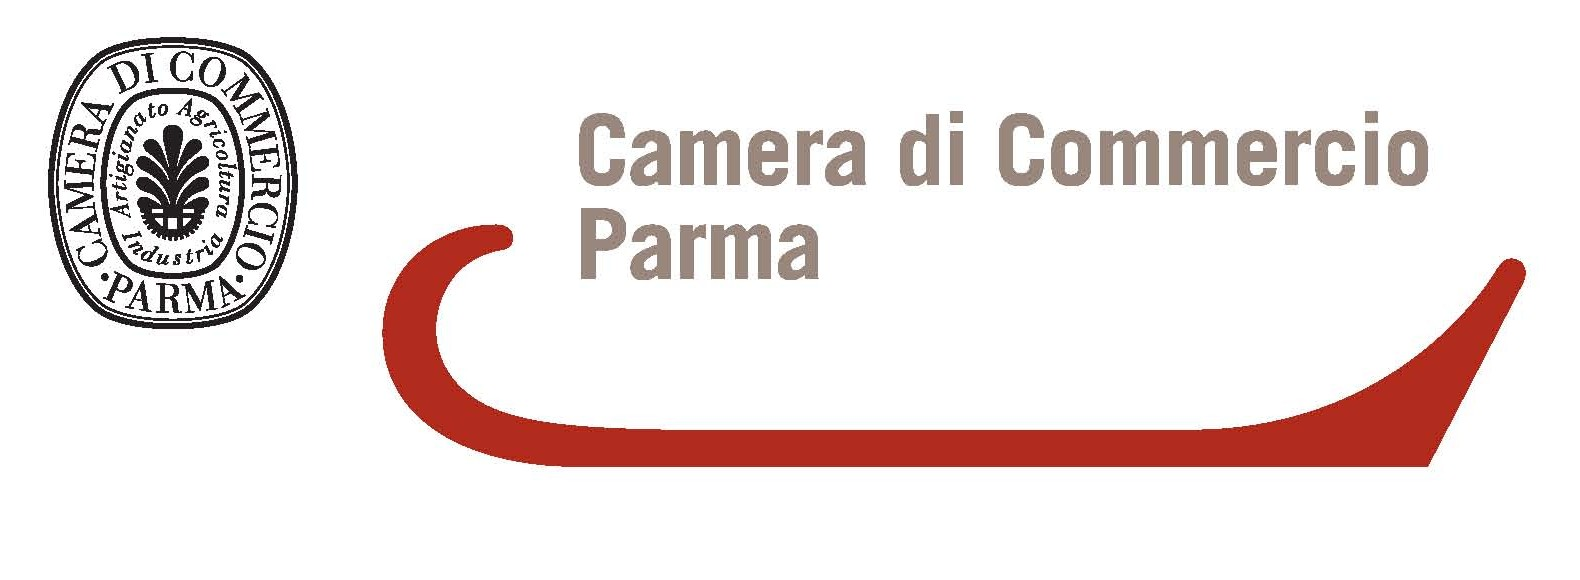 CAMERA DI COMMERCIO
• PARMA •
Artigianato Agricoltura
Industria
Camera di Commercio
Parma